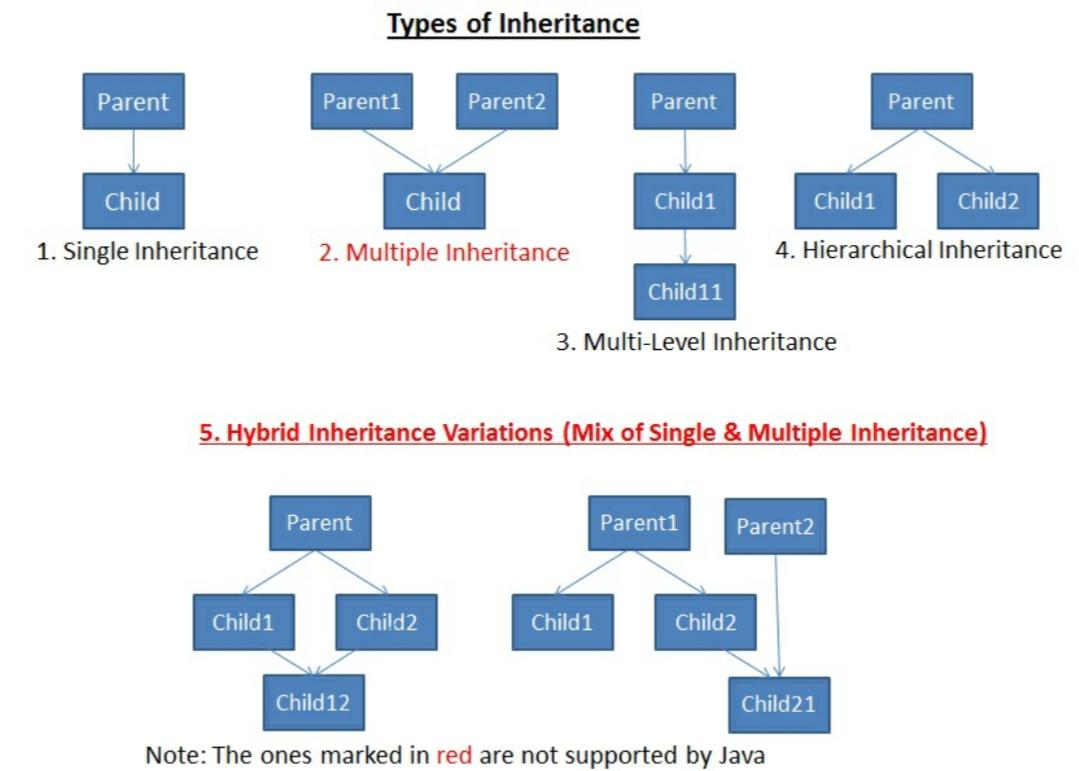 Types of Inheritance
Parent
Child
1. Single Inheritance
Parent1 Parent2
Child
2. Multiple Inheritance
Parent
Child1
Child11
3. Multi-Level Inheritance
Parent
Child1 Child2
4. Hierarchical Inheritance
5. Hybrid Inheritance Variations (Mix of Single & Multiple Inheritance)
Parent
Child1 Child2
Child12
Parent1 Parent2
Child1 Child2
Child21
Note: The ones marked in red are not supported by Java